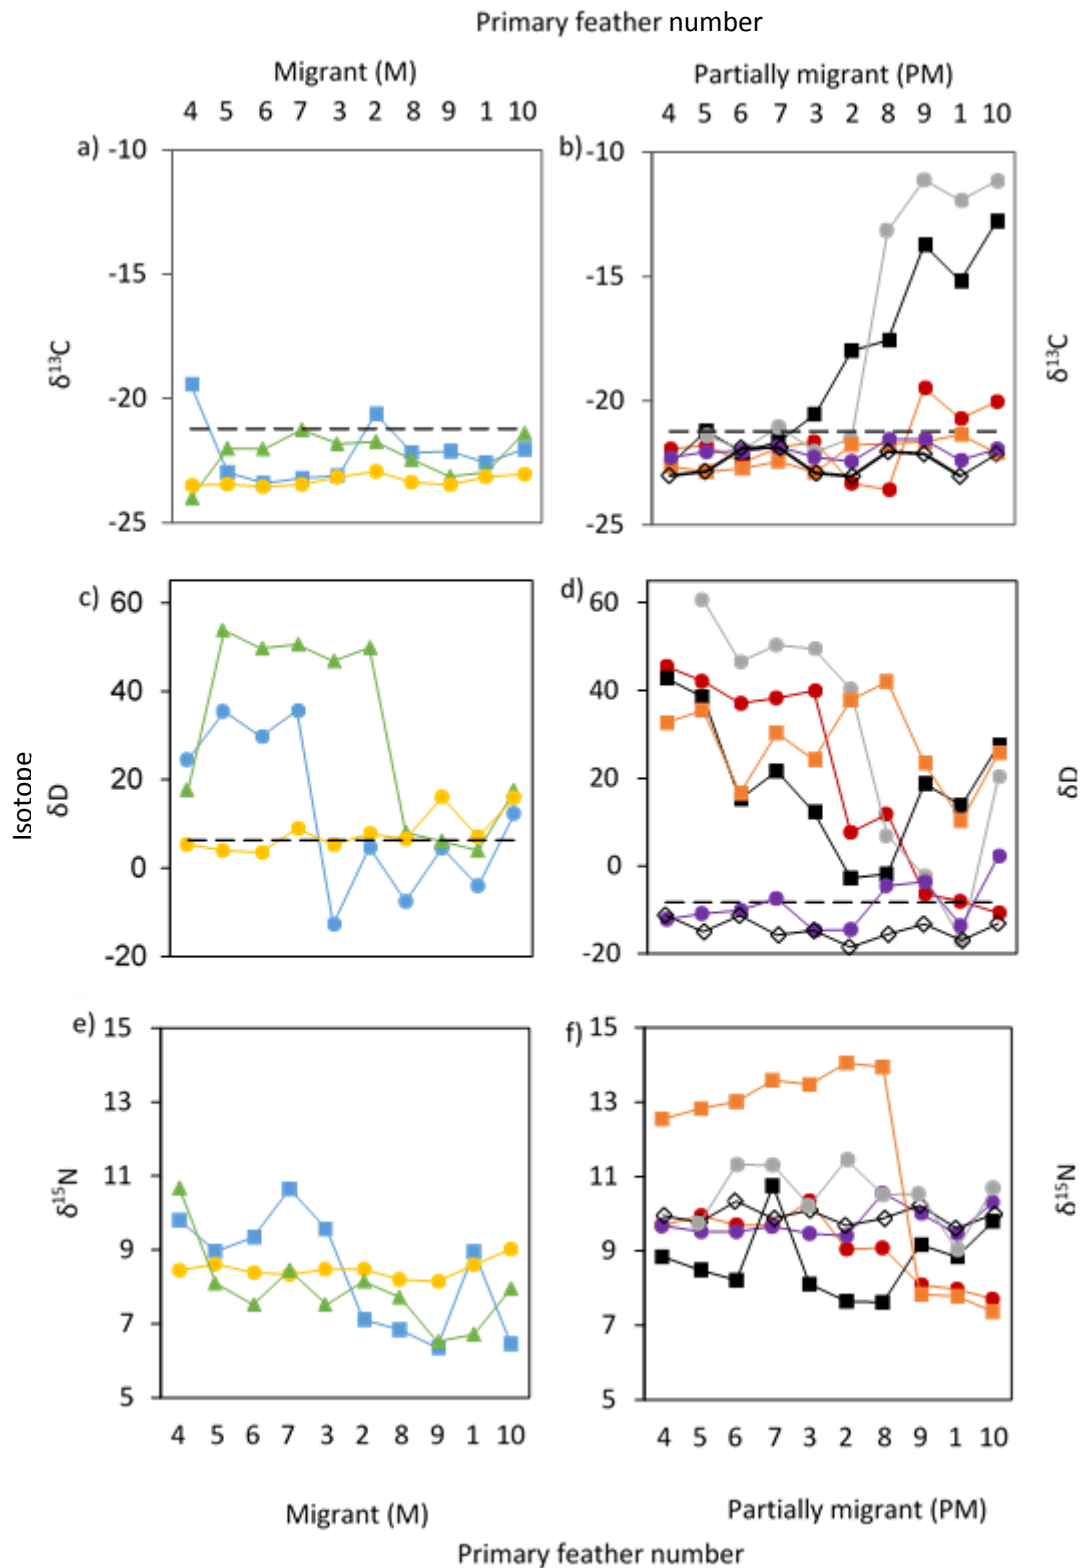 Primary feather number
Migrant (M)
Partially migrant (PM)
4 5 6 7 3 2 8 9 1 10
4 5 6 7 3 2 8 9 1 10
a)
-10
-15
-20
-25
δ13C
b)
-10
-15
-20
-25
δ13C
c)
60
40
20
0
-20
Isotope
δD
d)
60
40
20
0
-20
δD
e)
15
13
11
9
7
5
δ15N
f)
15
13
11
9
7
5
δ15N
4 5 6 7 3 2 8 9 1 10
4 5 6 7 3 2 8 9 1 10
Migrant (M)
Partially migrant (PM)
Primary feather number